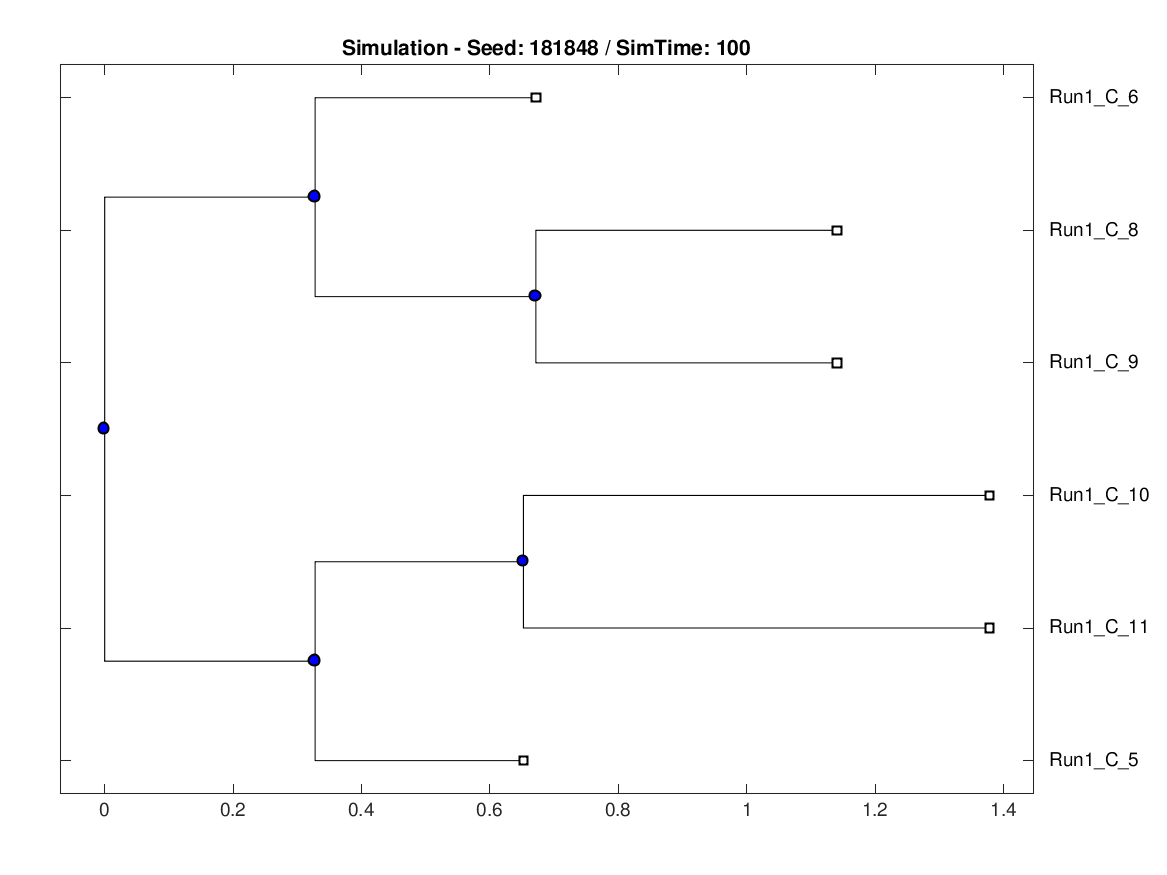 Simulation - Seed: 181848 / SimTime: 100
Run1_C_6
Run1_C_8
Run1_C_9
Run1_C_10
Run1_C_11
Run1_C_5
0 0.2 0.4 0.6 0.8 1 1.2 1.4